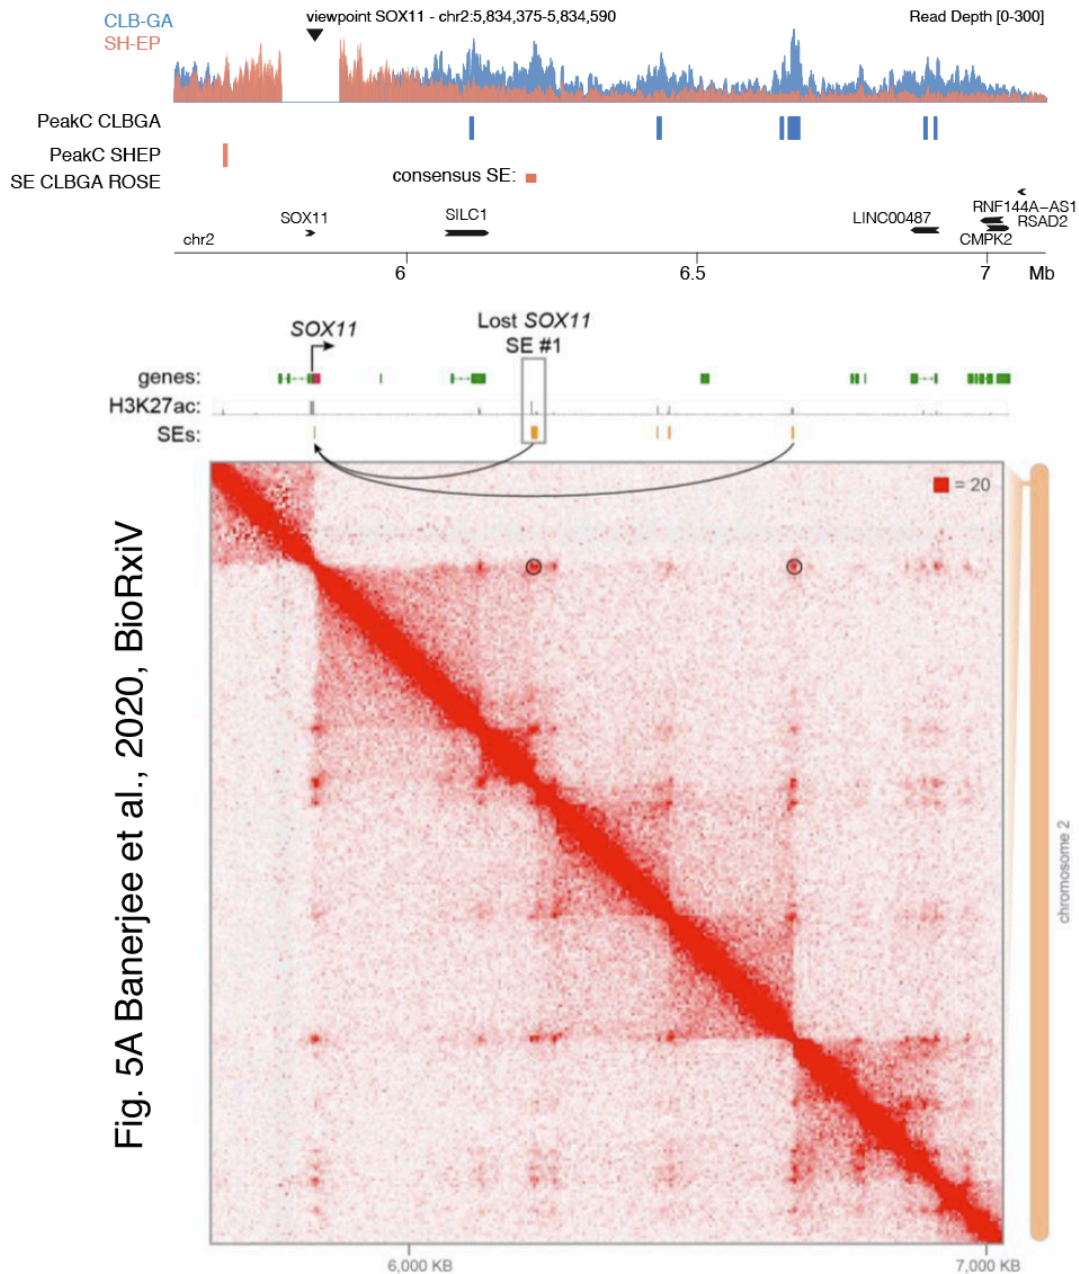 CLB-GA
SH-EP
viewpoint SOX11 - chr2:5,834,375-5,834,590
Read Depth [0-300]
PeakC CLBGA
PeakC SHEP
SE CLBGA ROSE
consensus SE:
SOX11
SILC1
LINC00487
RNF144A−AS1
RSAD2
CMPK2
chr2
6
6.5
7
Mb
SOX11
Lost SOX11
SE #1
genes:
H3K27ac:
SEs:
= 20
Fig. 5A Banerjee et al., 2020, BioRxiV
chromosome 2
6,000 KB
7,000 KB